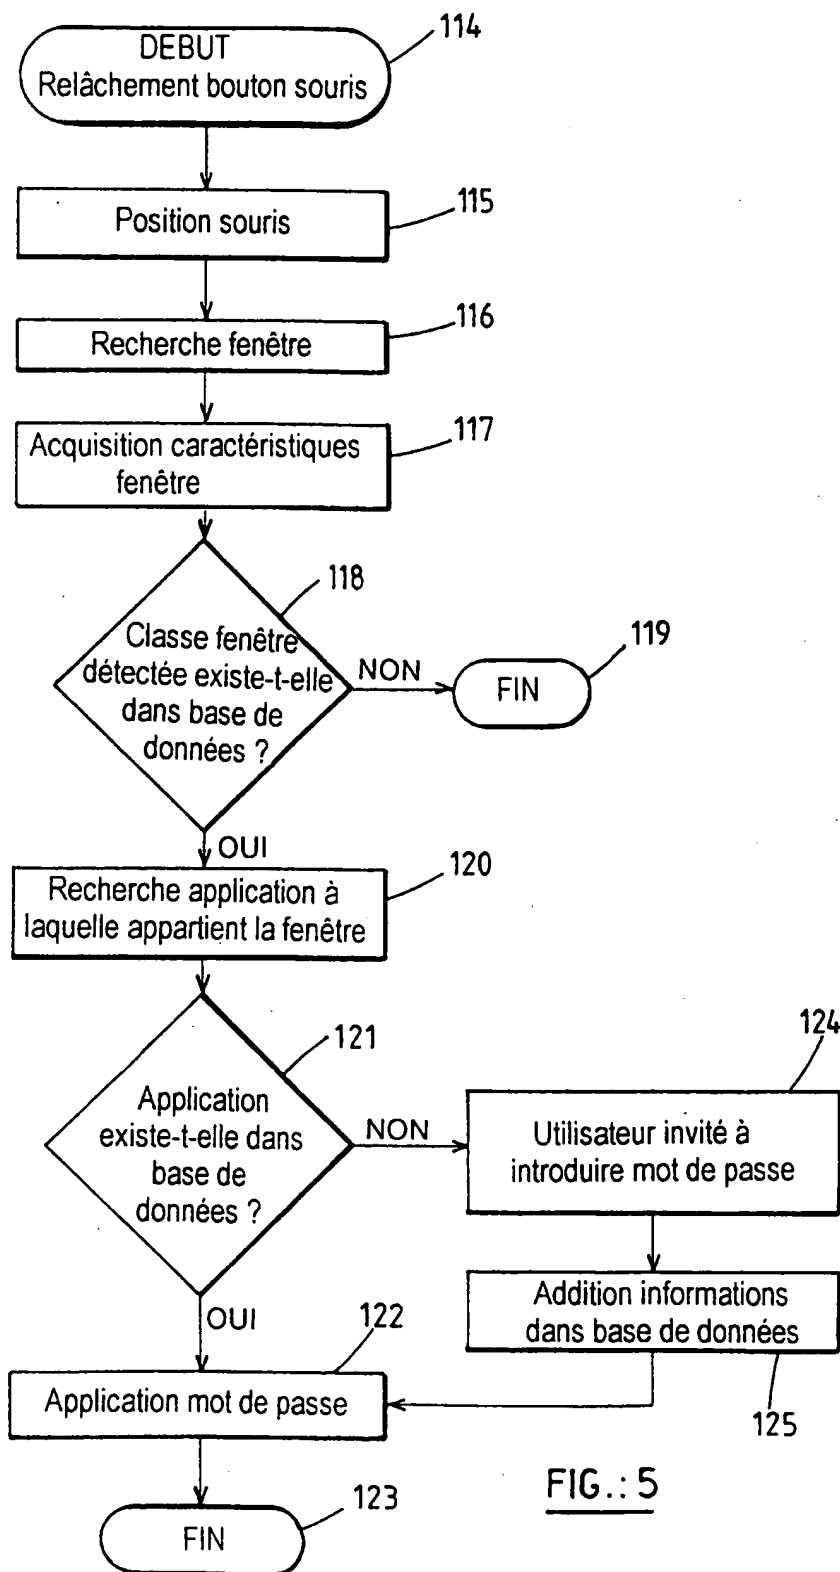 114
DEBUT
Relâchement bouton souris
115
Position souris
116
Recherche fenêtre
117
Acquisition caractéristiques
fenêtre
118
Classe fenêtre
détectée existe-t-elle
dans base de
données ?
NON
119
FIN
OUI
120
Recherche application à
laquelle appartient la fenêtre
121
Application
existe-t-elle dans
base de
données ?
NON
124
Utilisateur invité à
introduire mot de passe
Addition informations
dans base de données
125
OUI
122
Application mot de passe
123
FIN
FIG.: 5